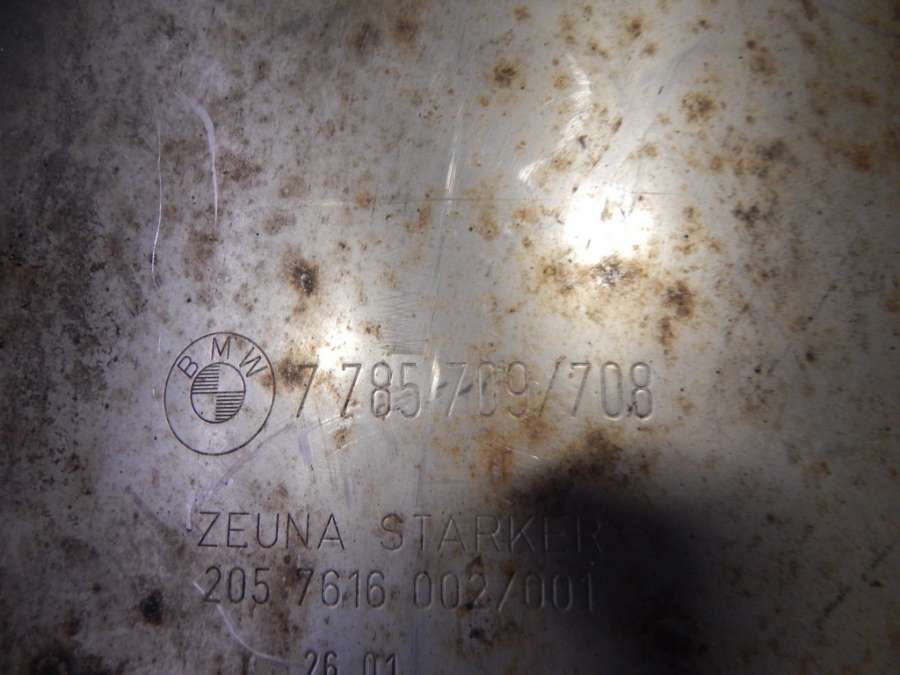 BMW 7 785 709/708
ZEUNA STARKER
205 7616 002/001
26 01